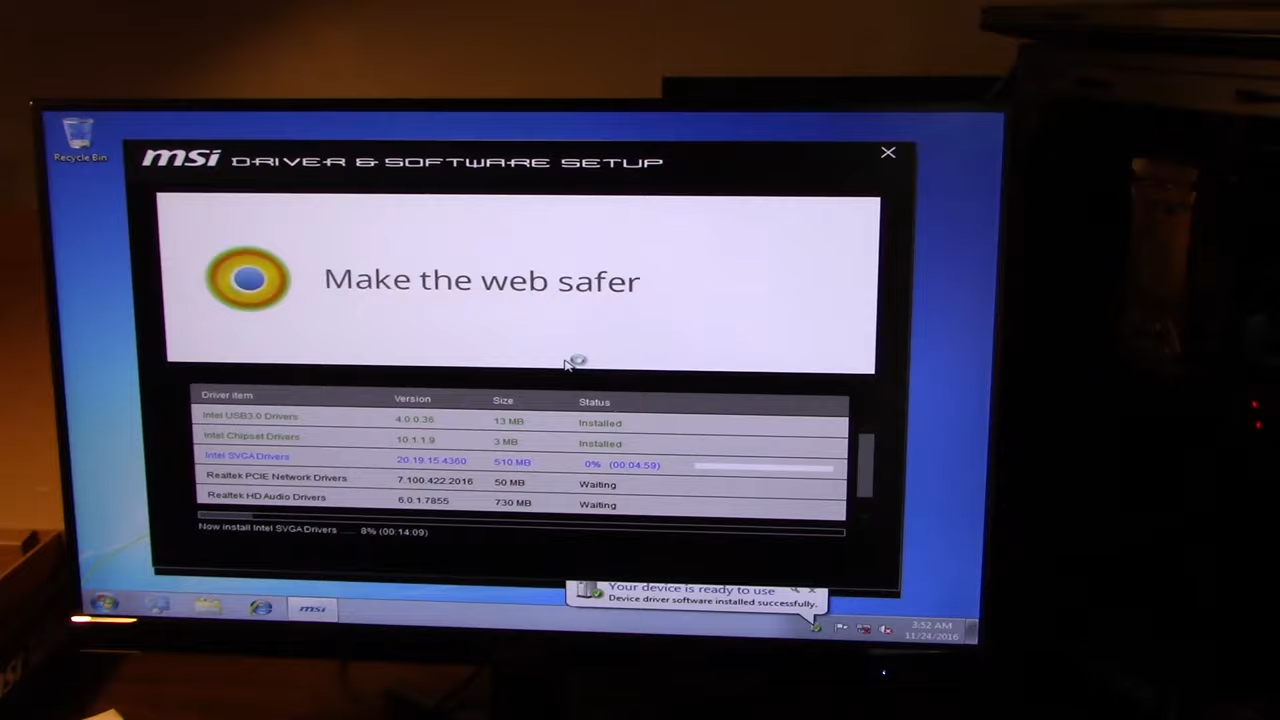 Recycle Bin
msi DRIVER & SOFTWARE SETUP
Make the web safer
Driver item Version Size Status
Intel USB3.0 Drivers 4.0.0.36 13 MB Installed
Intel Chipset Drivers 10.1.1.9 3 MB Installed
Intel SVGA Drivers 20.19.15.4360 510 MB 0% (00:04:59)
Realtek PCIE Network Drivers 7.100.422.2016 50 MB Waiting
Realtek HD Audio Drivers 6.0.1.7855 730 MB Waiting
Now install Intel SVGA Drivers ..... 8% (00:14:09)
Your device is ready to use
Device driver software installed successfully.
msi
3:52 AM
11/24/2016
msi